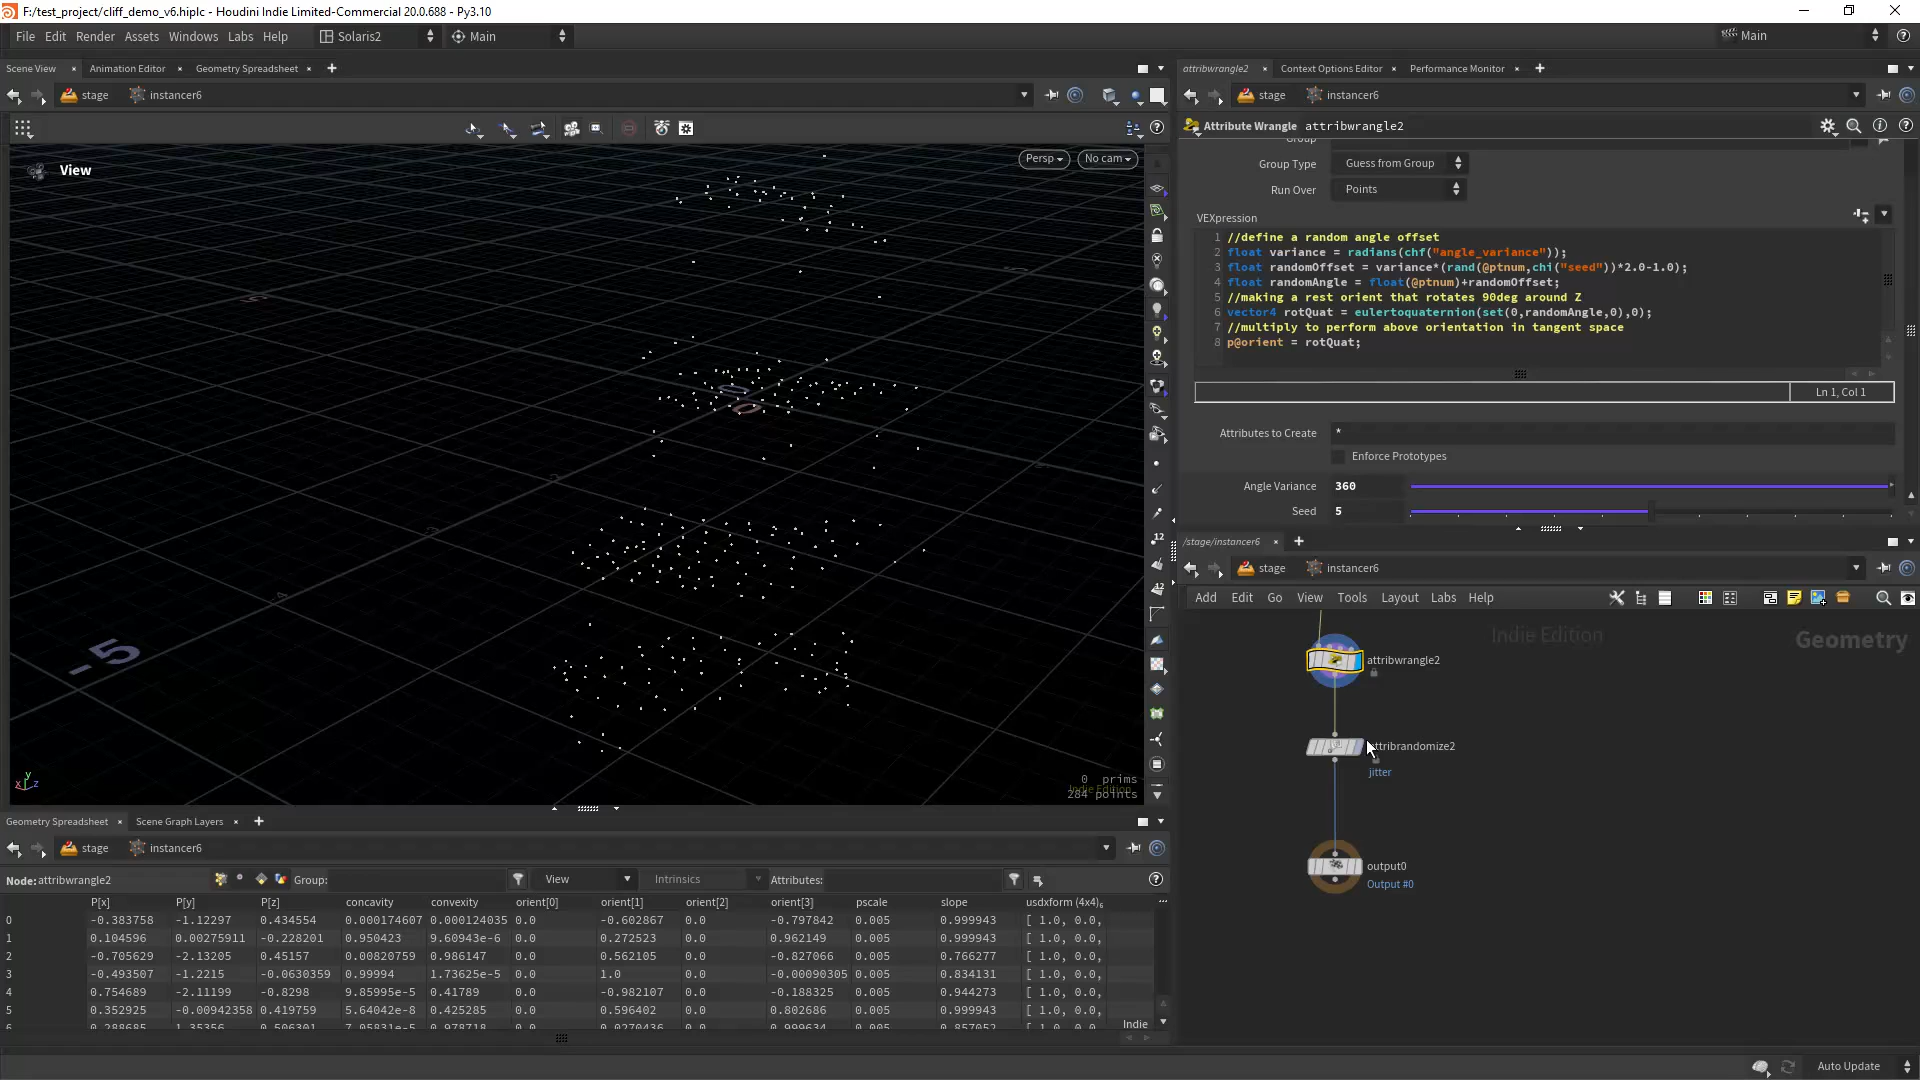 F:/test_project/cliff_demo_v6.hiplc - Houdini Indie Limited-Commercial 20.0.688 - Py3.10
File Edit Render Assets Windows Labs Help Solaris2 Main
Main
Scene View Animation Editor Geometry Spreadsheet
stage instancer6
View
Persp No cam
-5
0 prims
284 points
Geometry Spreadsheet Scene Graph Layers
stage instancer6
Node: attribwrangle2 Group: View Intrinsics Attributes:
P[x] P[y] P[z] concavity convexity orient[0] orient[1] orient[2] orient[3] pscale slope usdxform (4x4)
0 -0.383758 -1.12297 0.434554 0.000174607 0.000124035 0.0 -0.602867 0.0 -0.797842 0.005 0.999943 [ 1.0, 0.0,
1 0.104596 0.00275911 -0.228201 0.950423 9.60943e-6 0.0 0.272523 0.0 0.962149 0.005 0.999943 [ 1.0, 0.0,
2 -0.705629 -2.13205 0.45157 0.00820759 0.986147 0.0 0.562105 0.0 -0.827066 0.005 0.766277 [ 1.0, 0.0,
3 -0.493507 -1.2215 -0.0630359 0.99994 1.73625e-5 0.0 1.0 0.0 -0.00090305 0.005 0.834131 [ 1.0, 0.0,
4 0.754689 -2.11199 -0.8298 9.85995e-5 0.41789 0.0 -0.982107 0.0 -0.188325 0.005 0.944273 [ 1.0, 0.0,
5 0.352925 -0.00942358 0.419759 5.64042e-8 0.425285 0.0 0.596402 0.0 0.802686 0.005 0.999943 [ 1.0, 0.0,
Indie
attribwrangle2 Context Options Editor Performance Monitor
stage instancer6
Attribute Wrangle attribwrangle2
Group Type Guess from Group
Run Over Points
VEXpression
1 //define a random angle offset
2 float variance = radians(chf("angle_variance"));
3 float randomOffset = variance*(rand(@ptnum,chi("seed"))*2.0-1.0);
4 float randomAngle = float(@ptnum)+randomOffset;
5 //making a rest orient that rotates 90deg around Z
6 vector4 rotQuat = eulertoquaternion(set(0,randomAngle,0),0);
7 //multiply to perform above orientation in tangent space
8 p@orient = rotQuat;
Ln 1, Col 1
Attributes to Create *
Enforce Prototypes
Angle Variance 360
Seed 5
/stage/instancer6
stage instancer6
Add Edit Go View Tools Layout Labs Help
Indie Edition
Geometry
attribwrangle2
attribrandomize2
jitter
output0
Output #0
Auto Update